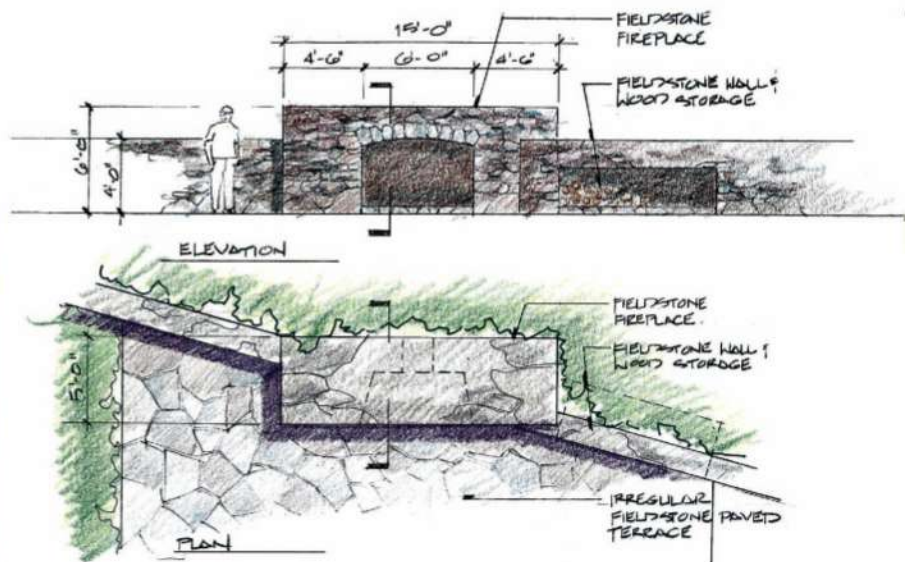 15'-0"
4'-6"
6'-0"
4'-6"
FIELDSTONE
FIREPLACE
FIELDSTONE WALL &
WOOD STORAGE
6'-0"
4'-0"
ELEVATION
FIELDSTONE
FIREPLACE.
FIELDSTONE WALL &
WOOD STORAGE
5'-0"
IRREGULAR
FIELDSTONE PAVED
TERRACE
PLAN